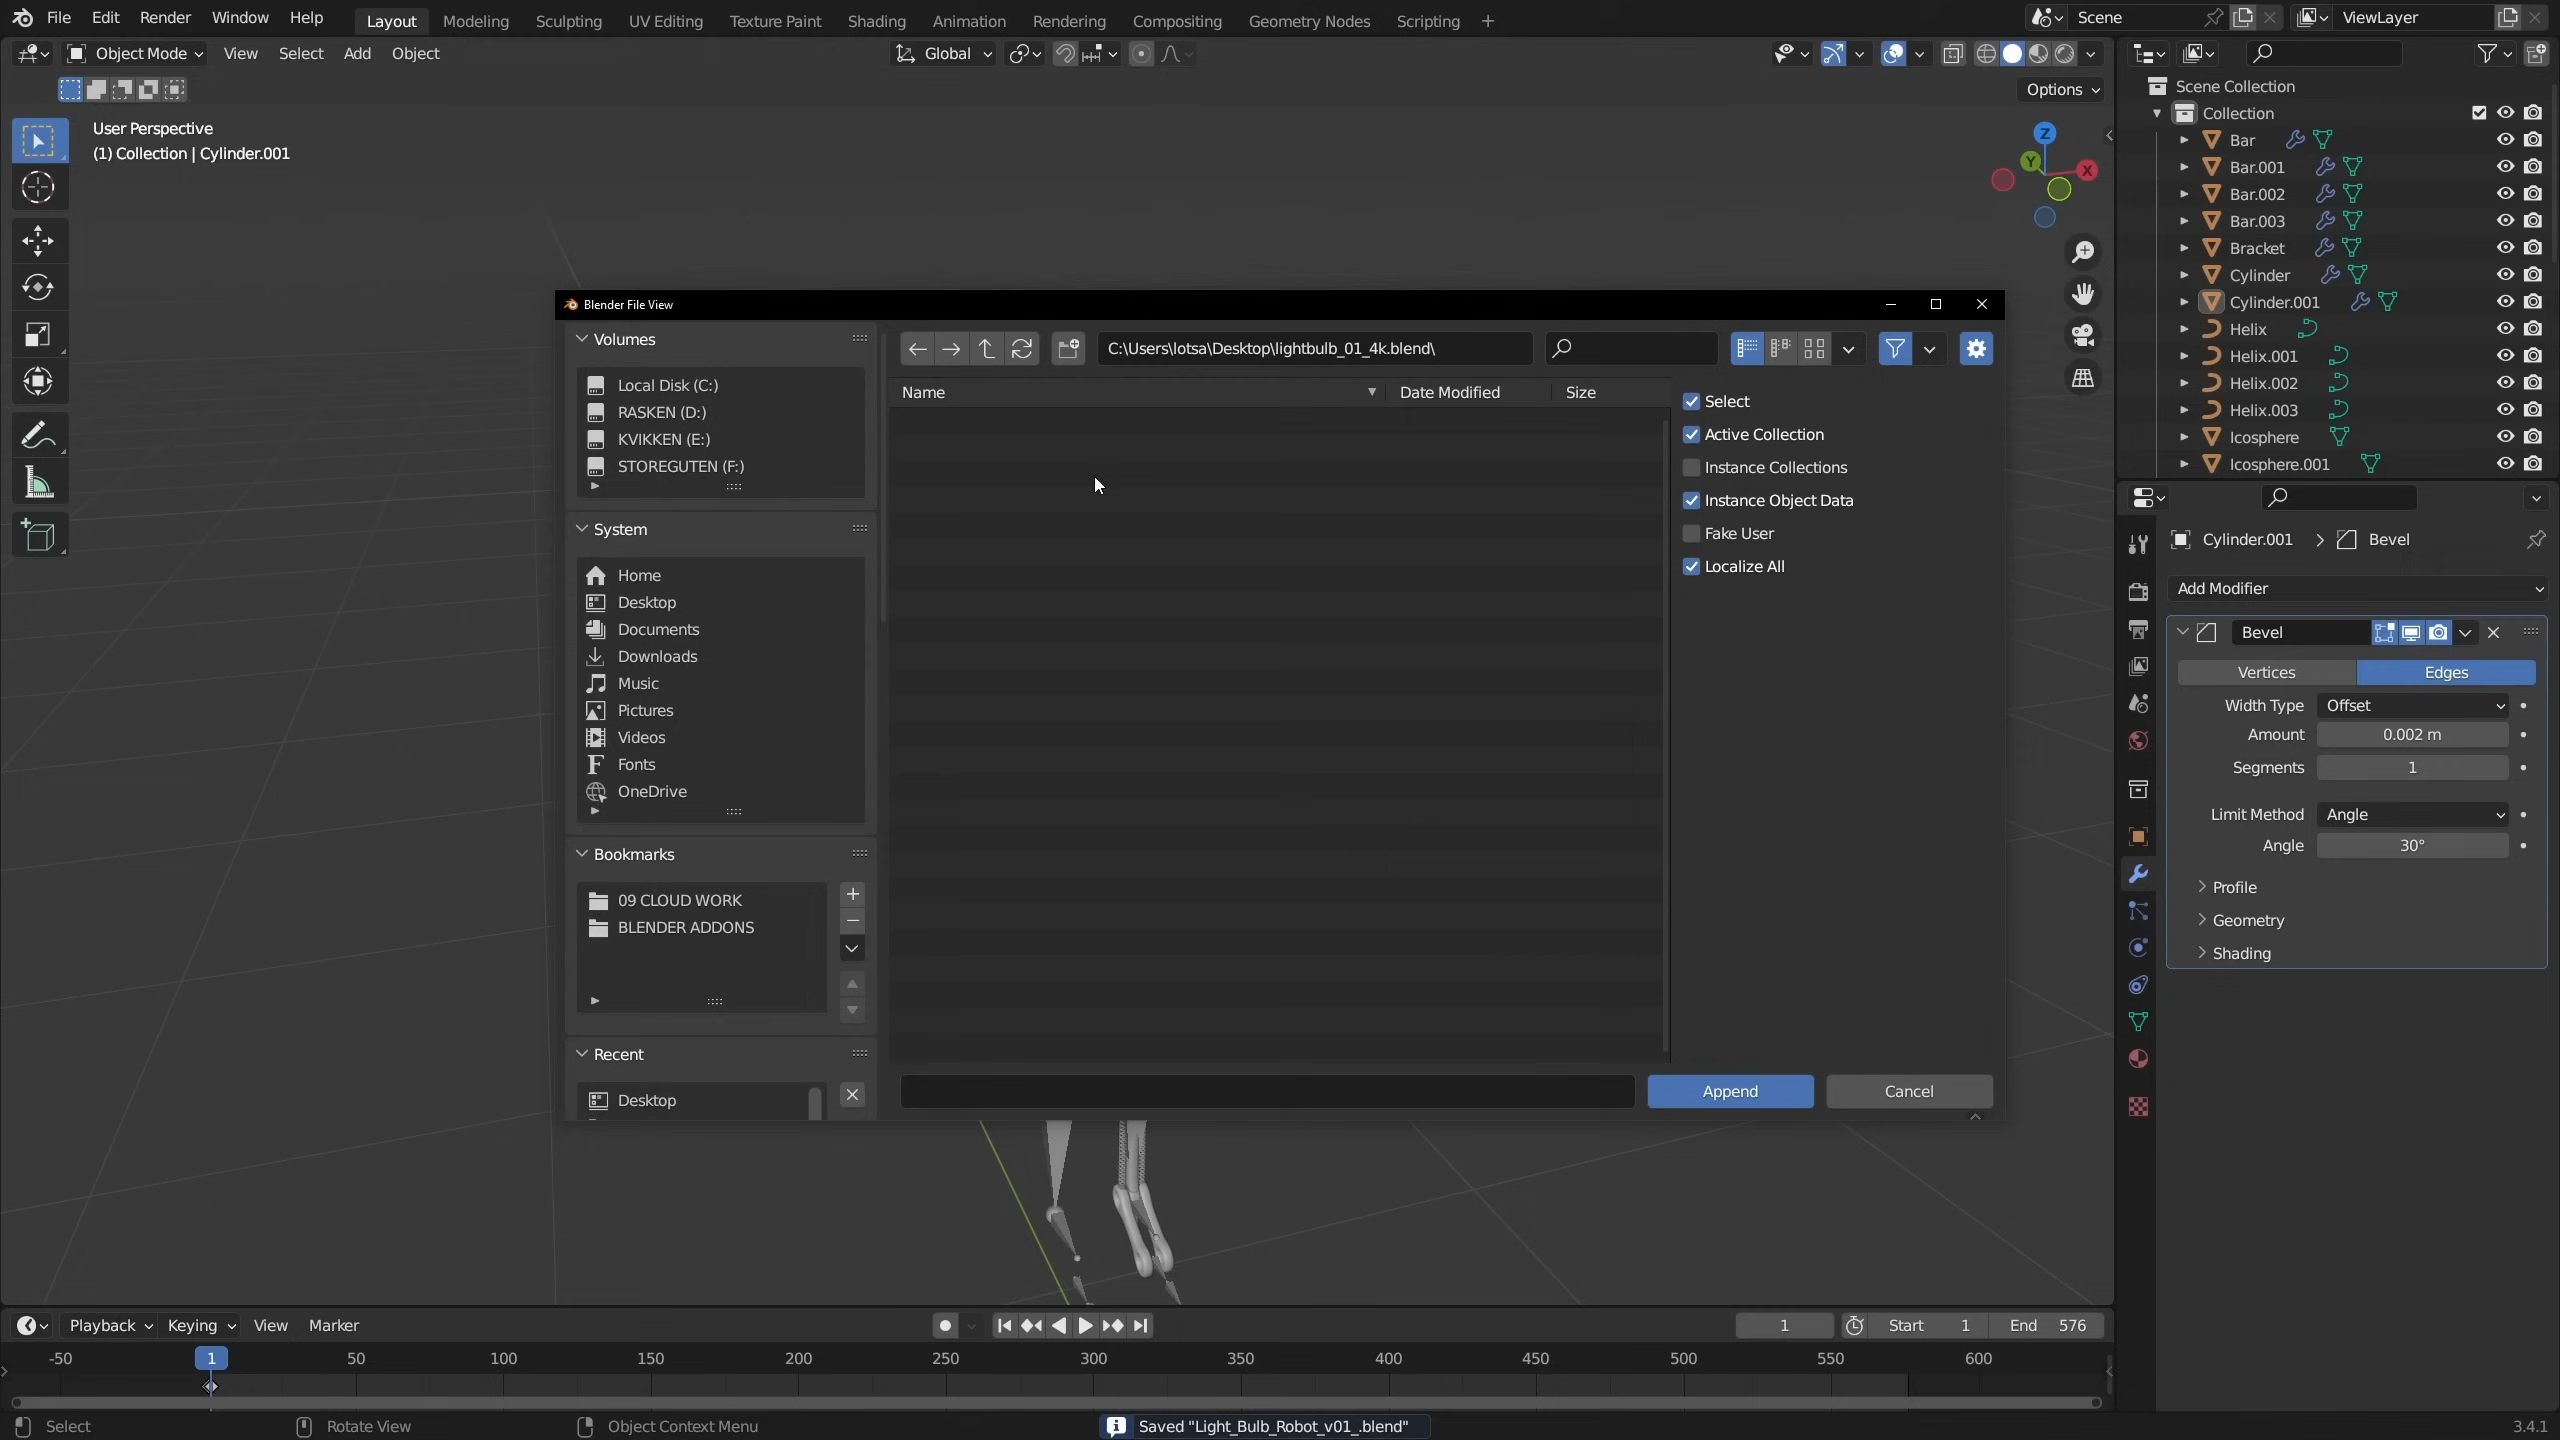 File Edit Render Window Help
Layout Modeling Sculpting UV Editing Texture Paint Shading Animation Rendering Compositing Geometry Nodes Scripting +
Scene
ViewLayer
Object Mode View Select Add Object
Global
Options
User Perspective
(1) Collection | Cylinder.001
Z
Y
X
Scene Collection
Collection
Bar
Bar.001
Bar.002
Bar.003
Bracket
Cylinder
Cylinder.001
Helix
Helix.001
Helix.002
Helix.003
Icosphere
Icosphere.001
Blender File View
Volumes
Local Disk (C:)
RASKEN (D:)
KVIKKEN (E:)
STOREGUTEN (F:)
System
Home
Desktop
Documents
Downloads
Music
Pictures
Videos
Fonts
OneDrive
Bookmarks
09 CLOUD WORK
BLENDER ADDONS
Recent
Desktop
C:\Users\lotsa\Desktop\lightbulb_01_4k.blend\
Name Date Modified Size
Select
Active Collection
Instance Collections
Instance Object Data
Fake User
Localize All
Append
Cancel
Cylinder.001 > Bevel
Add Modifier
Bevel
Vertices Edges
Width Type Offset
Amount 0.002 m
Segments 1
Limit Method Angle
Angle 30°
Profile
Geometry
Shading
Playback Keying View Marker
1
Start 1
End 576
-50 1 50 100 150 200 250 300 350 400 450 500 550 600
Select
Rotate View
Object Context Menu
Saved "Light_Bulb_Robot_v01_.blend"
3.4.1